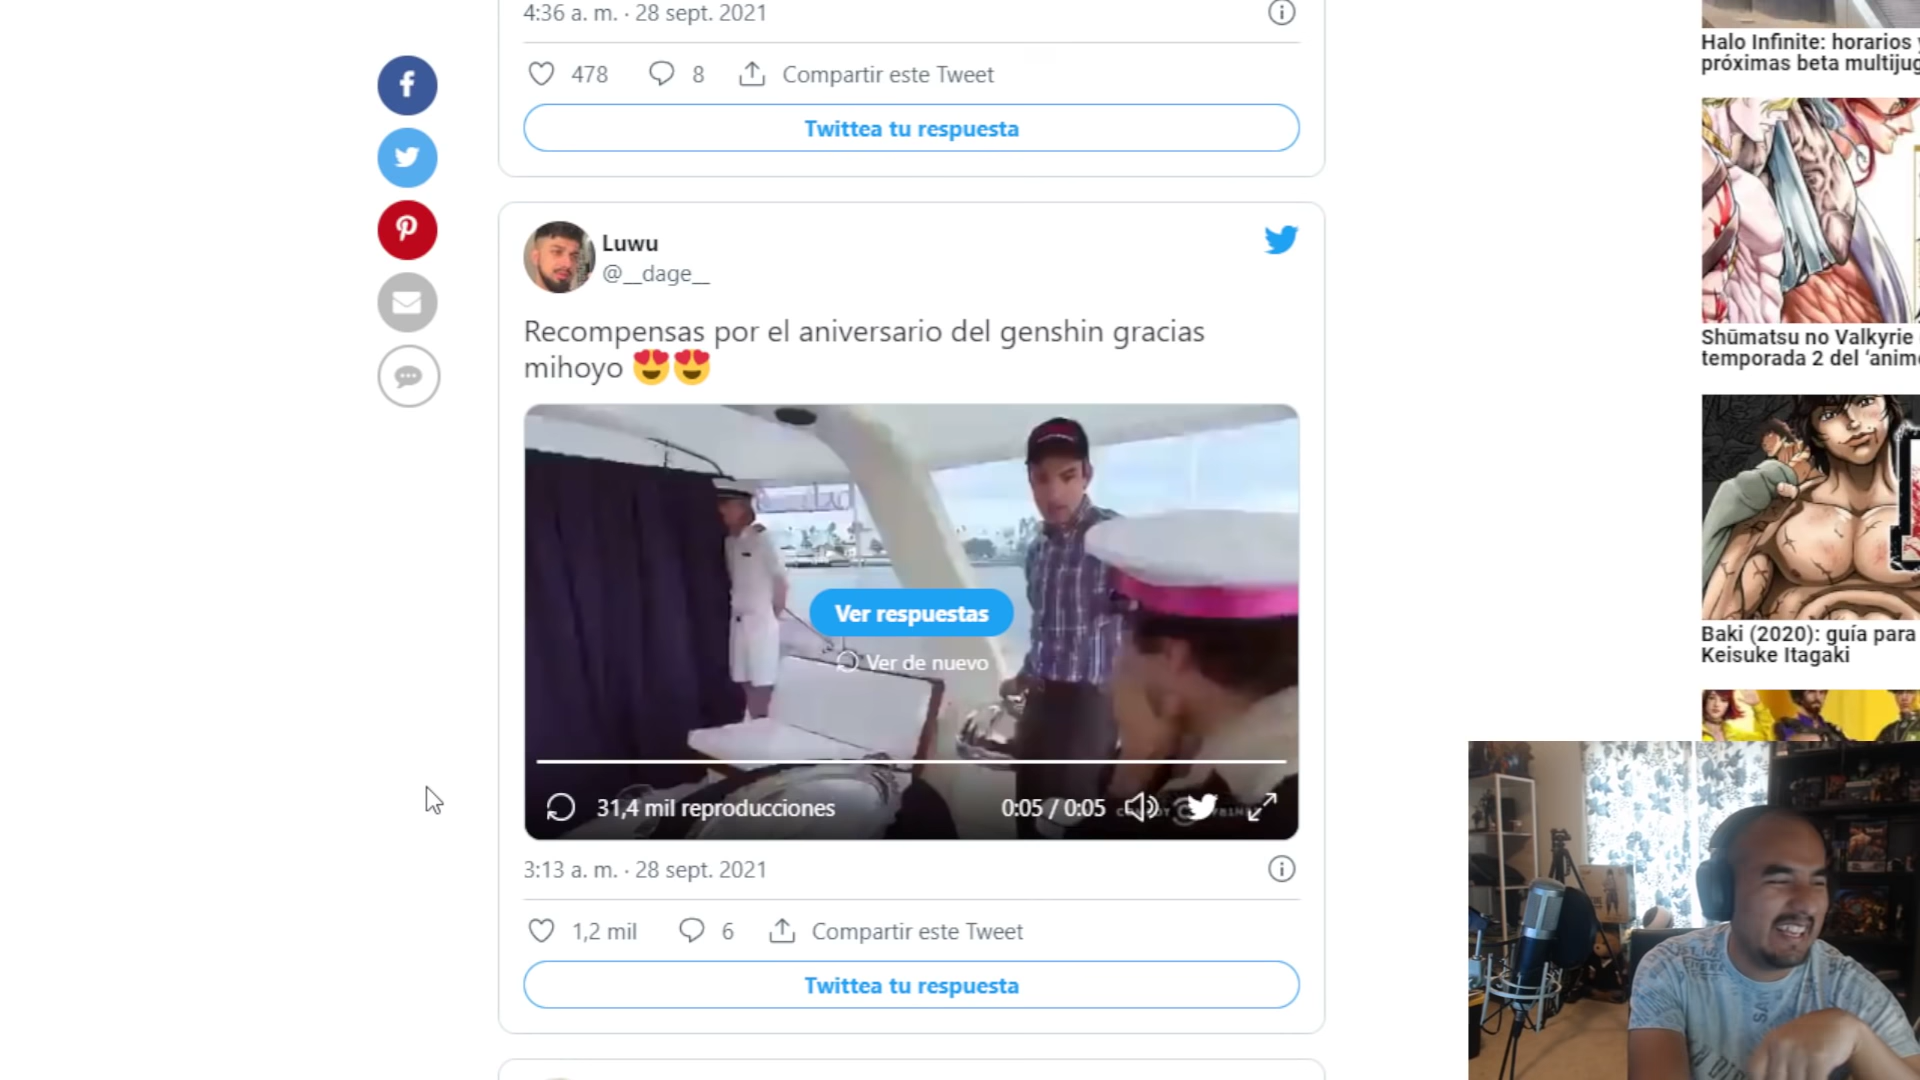 4:36 a. m. · 28 sept. 2021
478 8 Compartir este Tweet
Twittea tu respuesta
Luwu
@__dage__
Recompensas por el aniversario del genshin gracias
mihoyo 😍😍
Ver respuestas
Ver de nuevo
31,4 mil reproducciones 0:05 / 0:05
3:13 a. m. · 28 sept. 2021
1,2 mil 6 Compartir este Tweet
Twittea tu respuesta
Halo Infinite: horarios y
próximas beta multijug
Shūmatsu no Valkyrie
temporada 2 del ‘anim
Baki (2020): guía para
Keisuke Itagaki